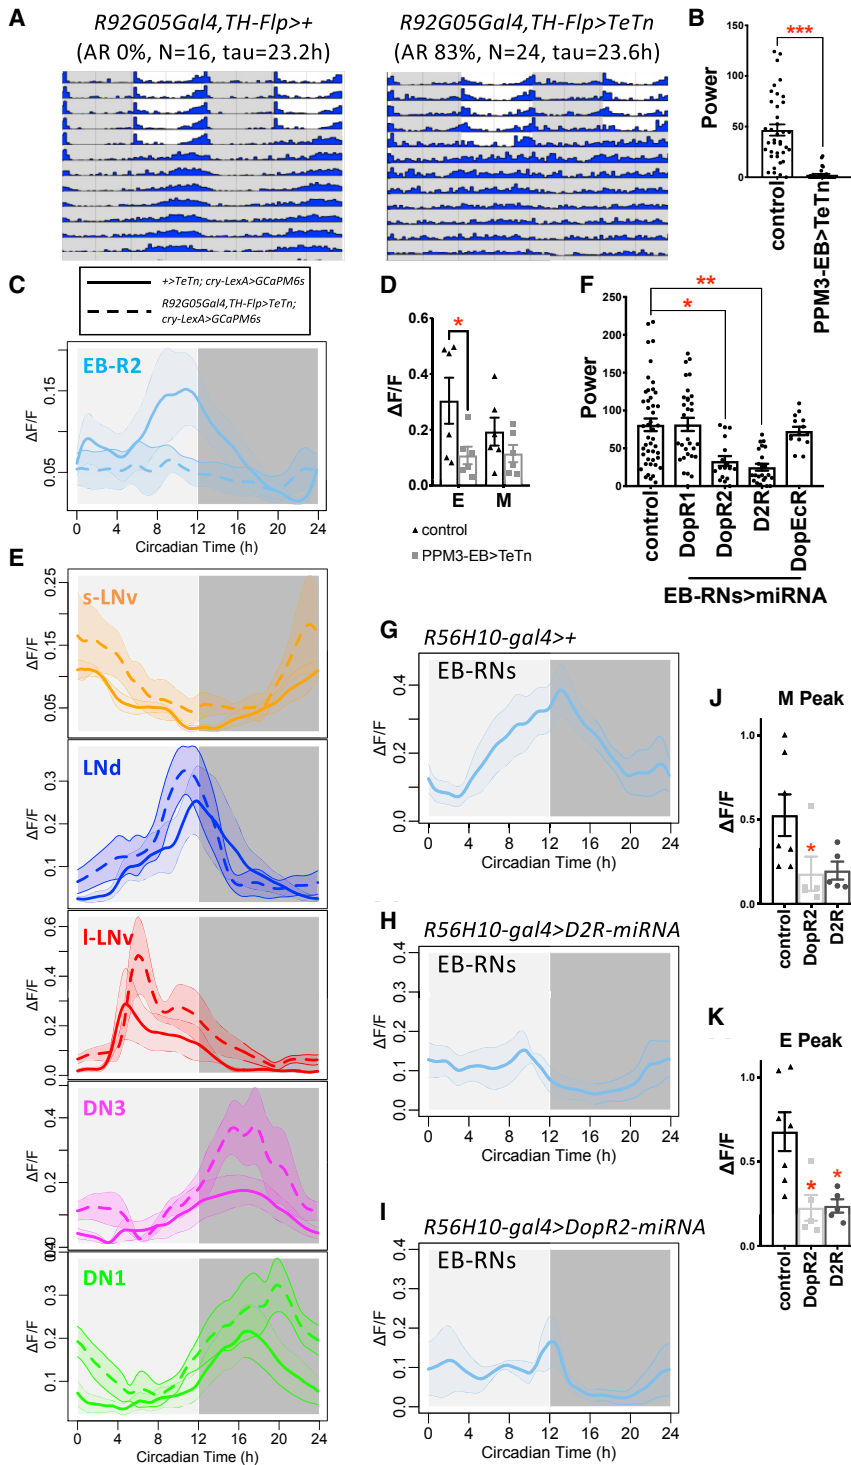 A
R92G05Gal4,TH-Flp>+
(AR 0%, N=16, tau=23.2h)
R92G05Gal4,TH-Flp>TeTn
(AR 83%, N=24, tau=23.6h)
B
Power
150
100
50
0
***
control
PPM3-EB>TeTn
C
+>TeTn; cry-LexA>GCaPM6s
R92G05Gal4,TH-Flp>TeTn;
cry-LexA>GCaPM6s
EB-R2
ΔF/F
0.15
0.05
0 4 8 12 16 20 24
Circadian Time (h)
D
ΔF/F
0.6
0.4
0.2
0.0
*
E M
control
PPM3-EB>TeTn
F
Power
300
250
200
150
100
50
0
**
*
control
DopR1
DopR2
D2R
DopEcR
EB-RNs>miRNA
E
s-LNv
ΔF/F
0.25
0.15
0.05
LNd
ΔF/F
0.3
0.2
0.1
l-LNv
ΔF/F
0.6
0.4
0.2
0
DN3
ΔF/F
0.4
0.2
0
DN1
ΔF/F
0.2
0.1
0 4 8 12 16 20 24
Circadian Time (h)
G
R56H10-gal4>+
EB-RNs
ΔF/F
0.4
0.2
0.0
0 4 8 12 16 20 24
Circadian Time (h)
H
R56H10-gal4>D2R-miRNA
EB-RNs
ΔF/F
0.4
0.3
0.2
0.1
0.0
0 4 8 12 16 20 24
Circadian Time (h)
I
R56H10-gal4>DopR2-miRNA
EB-RNs
ΔF/F
0.4
0.3
0.2
0.1
0.0
0 4 8 12 16 20 24
Circadian Time (h)
J
M Peak
ΔF/F
1.0
0.5
0.0
*
control
DopR2
D2R
K
E Peak
ΔF/F
1.0
0.5
0.0
* *
control
DopR2
D2R